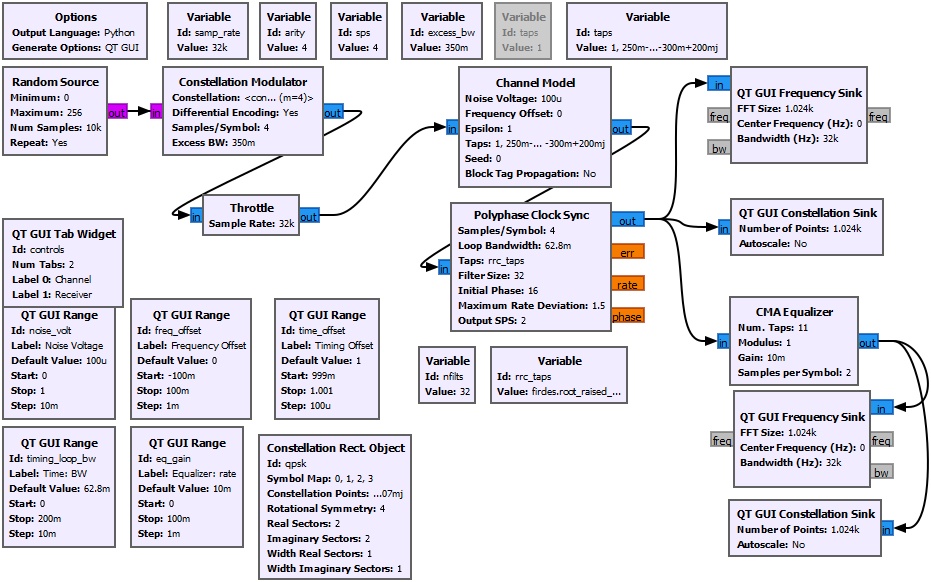 Options
Output Language: Python
Generate Options: QT GUI
Variable
Id: samp_rate
Value: 32k
Variable
Id: arity
Value: 4
Variable
Id: sps
Value: 4
Variable
Id: excess_bw
Value: 350m
Variable
Id: taps
Value: 1
Variable
Id: taps
Value: 1, 250m-...-300m+200mj
Random Source
Minimum: 0
Maximum: 256
Num Samples: 10k
Repeat: Yes
out
in
Constellation Modulator
Constellation: <con... (m=4)>
Differential Encoding: Yes
Samples/Symbol: 4
Excess BW: 350m
out
in
Channel Model
Noise Voltage: 100u
Frequency Offset: 0
Epsilon: 1
Taps: 1, 250m-... -300m+200mj
Seed: 0
Block Tag Propagation: No
out
in
freq
bw
QT GUI Frequency Sink
FFT Size: 1.024k
Center Frequency (Hz): 0
Bandwidth (Hz): 32k
freq
in
Throttle
Sample Rate: 32k
out
in
Polyphase Clock Sync
Samples/Symbol: 4
Loop Bandwidth: 62.8m
Taps: rrc_taps
Filter Size: 32
Initial Phase: 16
Maximum Rate Deviation: 1.5
Output SPS: 2
out
err
rate
phase
in
QT GUI Constellation Sink
Number of Points: 1.024k
Autoscale: No
QT GUI Tab Widget
Id: controls
Num Tabs: 2
Label 0: Channel
Label 1: Receiver
QT GUI Range
Id: noise_volt
Label: Noise Voltage
Default Value: 100u
Start: 0
Stop: 1
Step: 10m
QT GUI Range
Id: freq_offset
Label: Frequency Offset
Default Value: 0
Start: -100m
Stop: 100m
Step: 1m
QT GUI Range
Id: time_offset
Label: Timing Offset
Default Value: 1
Start: 999m
Stop: 1.001
Step: 100u
Variable
Id: nfilts
Value: 32
Variable
Id: rrc_taps
Value: firdes.root_raised_...
in
CMA Equalizer
Num. Taps: 11
Modulus: 1
Gain: 10m
Samples per Symbol: 2
out
freq
QT GUI Frequency Sink
FFT Size: 1.024k
Center Frequency (Hz): 0
Bandwidth (Hz): 32k
in
freq
bw
QT GUI Range
Id: timing_loop_bw
Label: Time: BW
Default Value: 62.8m
Start: 0
Stop: 200m
Step: 10m
QT GUI Range
Id: eq_gain
Label: Equalizer: rate
Default Value: 10m
Start: 0
Stop: 100m
Step: 1m
Constellation Rect. Object
Id: qpsk
Symbol Map: 0, 1, 2, 3
Constellation Points: ...07mj
Rotational Symmetry: 4
Real Sectors: 2
Imaginary Sectors: 2
Width Real Sectors: 1
Width Imaginary Sectors: 1
QT GUI Constellation Sink
Number of Points: 1.024k
Autoscale: No
in